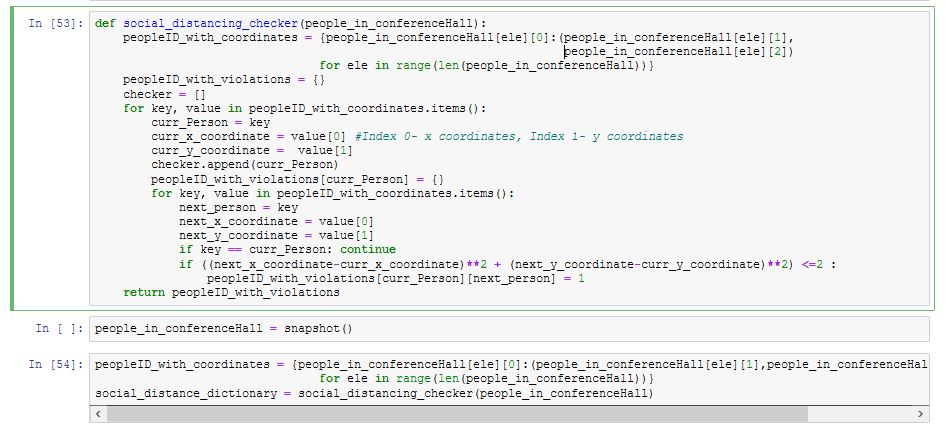 In [53]: def social_distancing_checker(people_in_conferenceHall):
    peopleID_with_coordinates = {people_in_conferenceHall[ele][0]:(people_in_conferenceHall[ele][1],
                                                                   people_in_conferenceHall[ele][2])
                                for ele in range(len(people_in_conferenceHall))}
    peopleID_with_violations = {}
    checker = []
    for key, value in peopleID_with_coordinates.items():
        curr_Person = key
        curr_x_coordinate = value[0] #Index 0- x coordinates, Index 1- y coordinates
        curr_y_coordinate =  value[1]
        checker.append(curr_Person)
        peopleID_with_violations[curr_Person] = {}
        for key, value in peopleID_with_coordinates.items():
            next_person = key
            next_x_coordinate = value[0]
            next_y_coordinate = value[1]
            if key == curr_Person: continue
            if ((next_x_coordinate-curr_x_coordinate)**2 + (next_y_coordinate-curr_y_coordinate)**2) <=2 :
                peopleID_with_violations[curr_Person][next_person] = 1
    return peopleID_with_violations
In [ ]: people_in_conferenceHall = snapshot()
In [54]: peopleID_with_coordinates = {people_in_conferenceHall[ele][0]:(people_in_conferenceHall[ele][1],people_in_conferenceHal
                                for ele in range(len(people_in_conferenceHall))}
social_distance_dictionary = social_distancing_checker(people_in_conferenceHall)